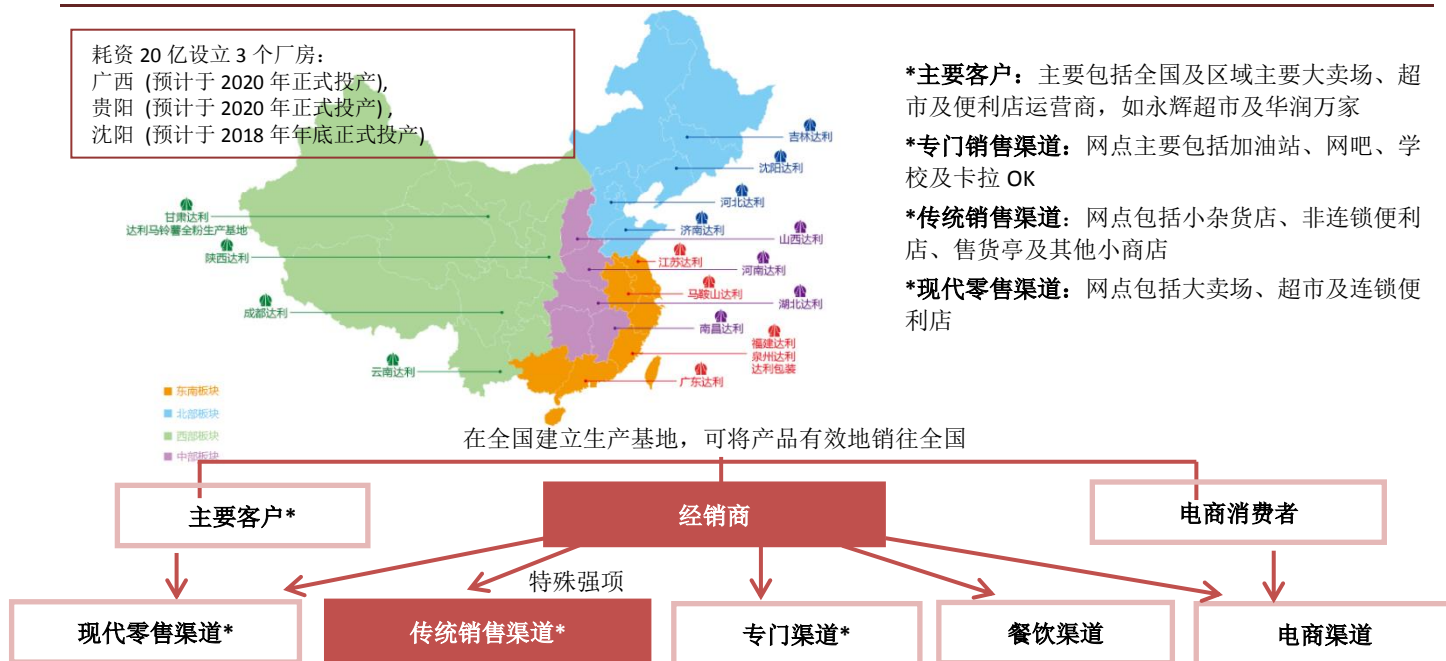 耗资 20 亿设立 3 个厂房：
广西 (预计于 2020 年正式投产),
贵阳 (预计于 2020 年正式投产) ,
沈阳 (预计于 2018 年年底正式投产)
*主要客户：主要包括全国及区域主要大卖场、超
市及便利店运营商，如永辉超市及华润万家
*专门销售渠道：网点主要包括加油站、网吧、学
校及卡拉 OK
*传统销售渠道：网点包括小杂货店、非连锁便利
店、售货亭及其他小商店
*现代零售渠道：网点包括大卖场、超市及连锁便
利店
吉林达利
沈阳达利
河北达利
甘肃达利
达利马铃薯全粉生产基地
济南达利
山西达利
陕西达利
江苏达利
河南达利
马鞍山达利
湖北达利
成都达利
南昌达利
福建达利
泉州达利
达利包装
云南达利
广东达利
东南板块
北部板块
西部板块
中部板块
在全国建立生产基地，可将产品有效地销往全国
主要客户*
经销商
电商消费者
特殊强项
现代零售渠道*
传统销售渠道*
专门渠道*
餐饮渠道
电商渠道